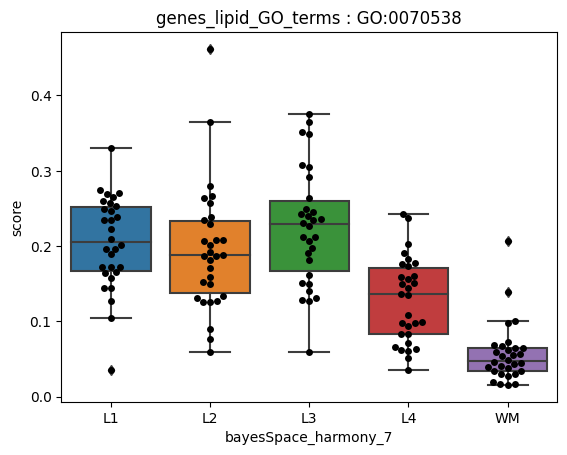 genes_lipid_GO_terms : GO:0070538
score
0.4
0.3
0.2
0.1
0.0
L1 L2 L3 L4 WM
bayesSpace_harmony_7